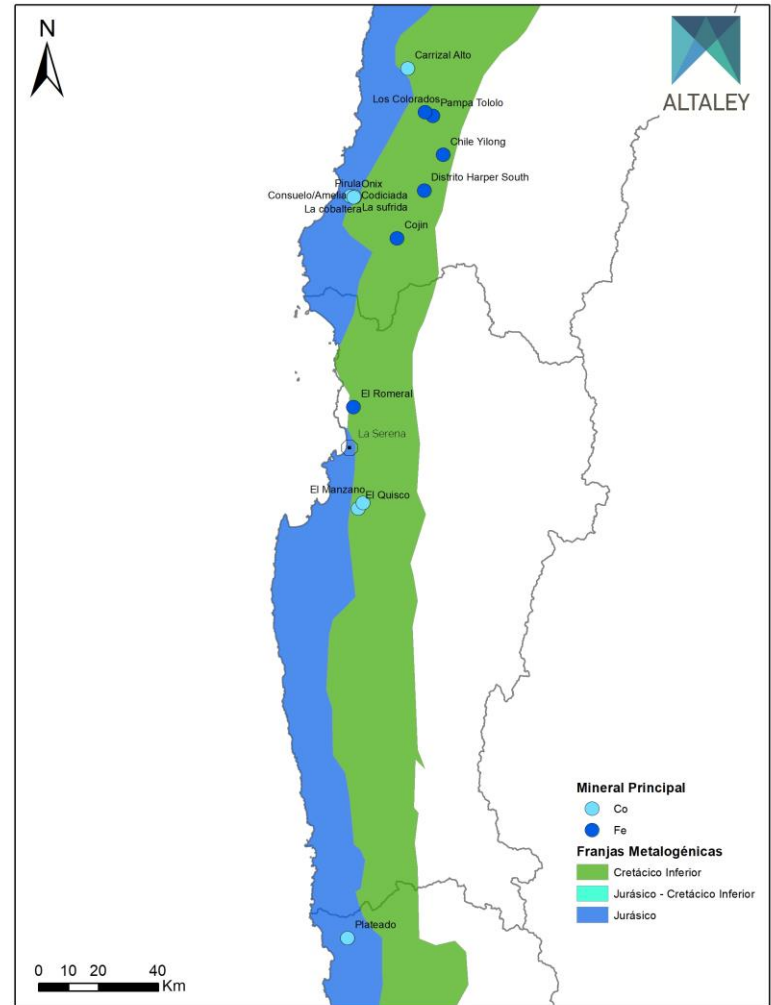 N
ALTALEY
Carrizal Alto
Los Colorados
Pampa Tololo
Chile Yilong
Distrito Harper South
PirulaOnix
Consuelo/Amelia
Codiciada
La cobaltera
La sufrida
Cojin
El Romeral
La Serena
El Manzano
El Quisco
Mineral Principal
Co
Fe
Franjas Metalogénicas
Cretácico Inferior
Jurásico - Cretácico Inferior
Jurásico
Plateado
0 10 20 40
Km